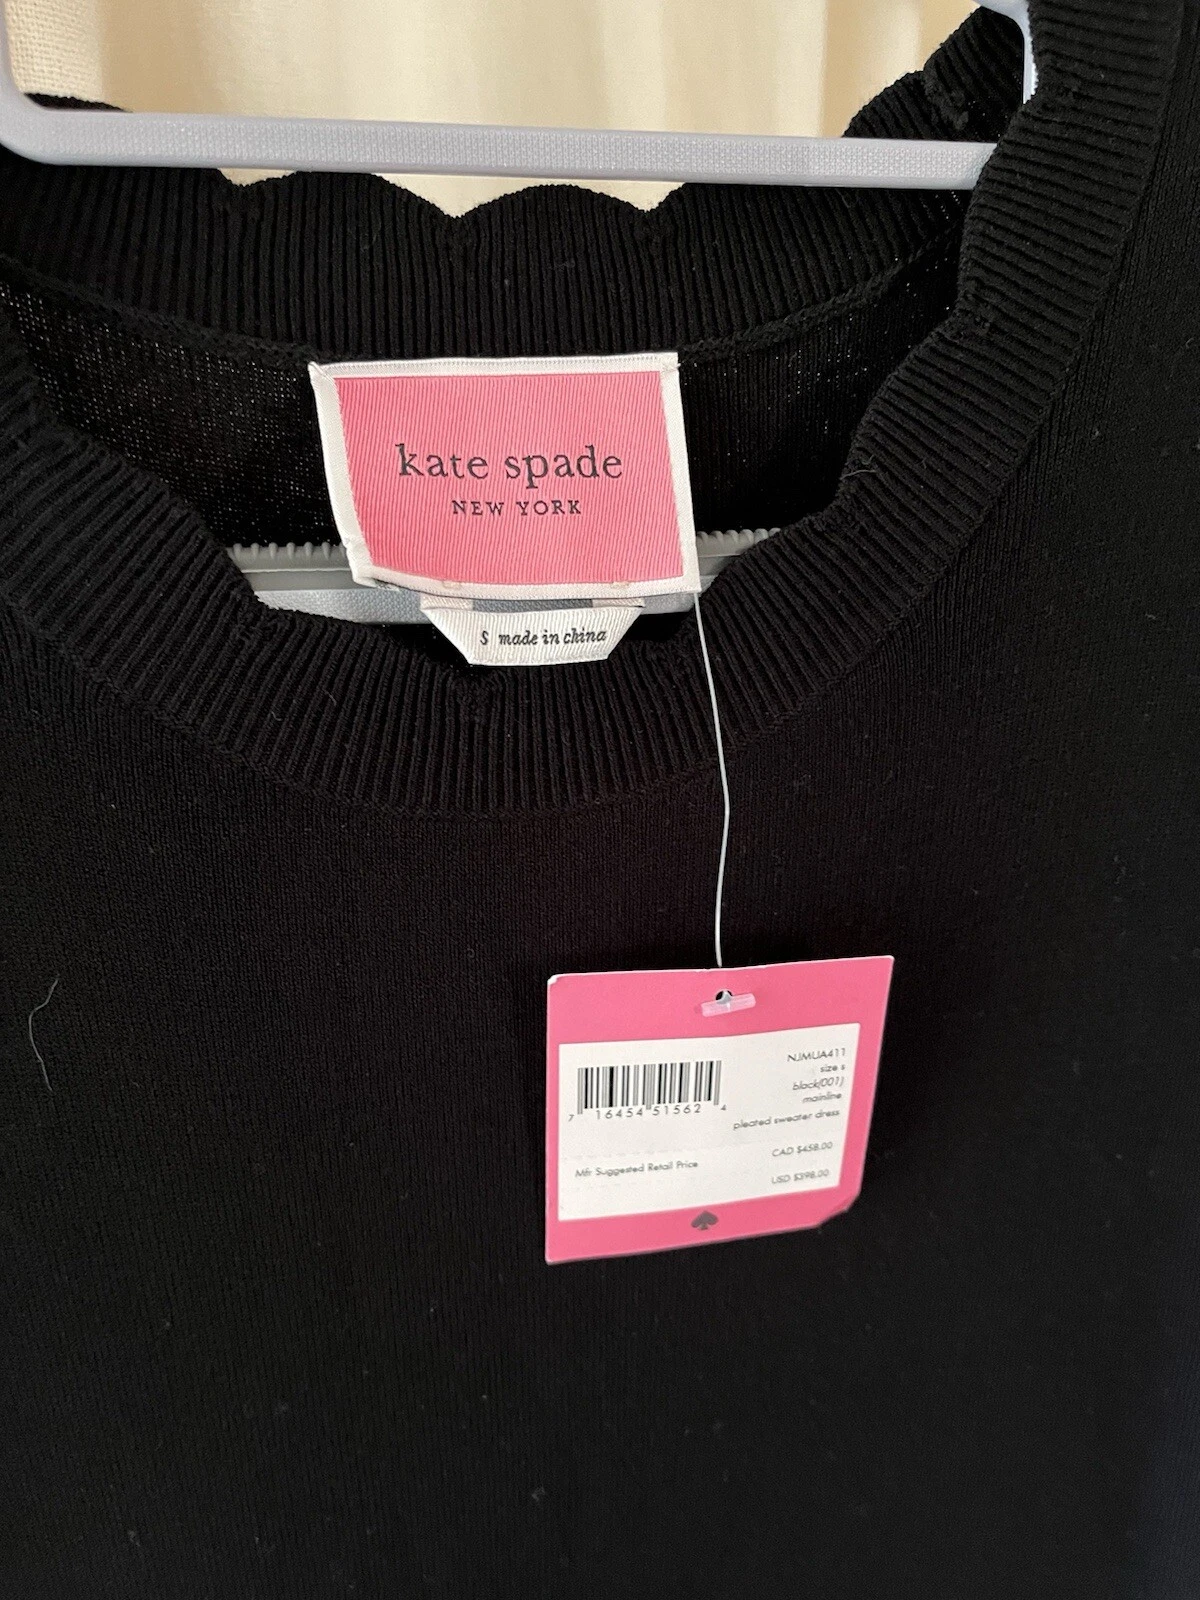 kate spade
NEW YORK
S made in china
NJMUA411
size s
black(001)
mainline
pleated sweater dress
7 16454 51562 4
CAD $458.00
Mfr Suggested Retail Price
USD $398.00